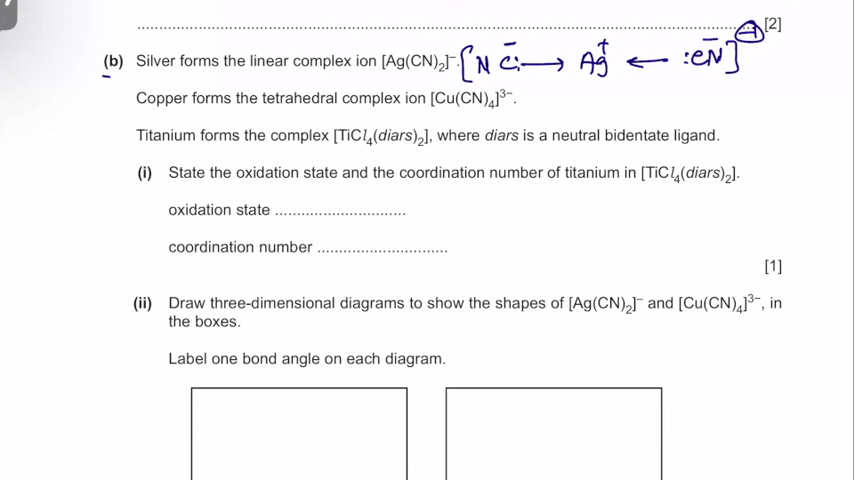 [2]
(b) Silver forms the linear complex ion [Ag(CN)₂]⁻. [N C̄: ⟶ Ag⁺ ⟵ :C̄N]⁻
Copper forms the tetrahedral complex ion [Cu(CN)₄]³⁻.
Titanium forms the complex [TiCl₄(diars)₂], where diars is a neutral bidentate ligand.
(i) State the oxidation state and the coordination number of titanium in [TiCl₄(diars)₂].
oxidation state ..............................
coordination number ..............................
[1]
(ii) Draw three-dimensional diagrams to show the shapes of [Ag(CN)₂]⁻ and [Cu(CN)₄]³⁻, in
the boxes.
Label one bond angle on each diagram.